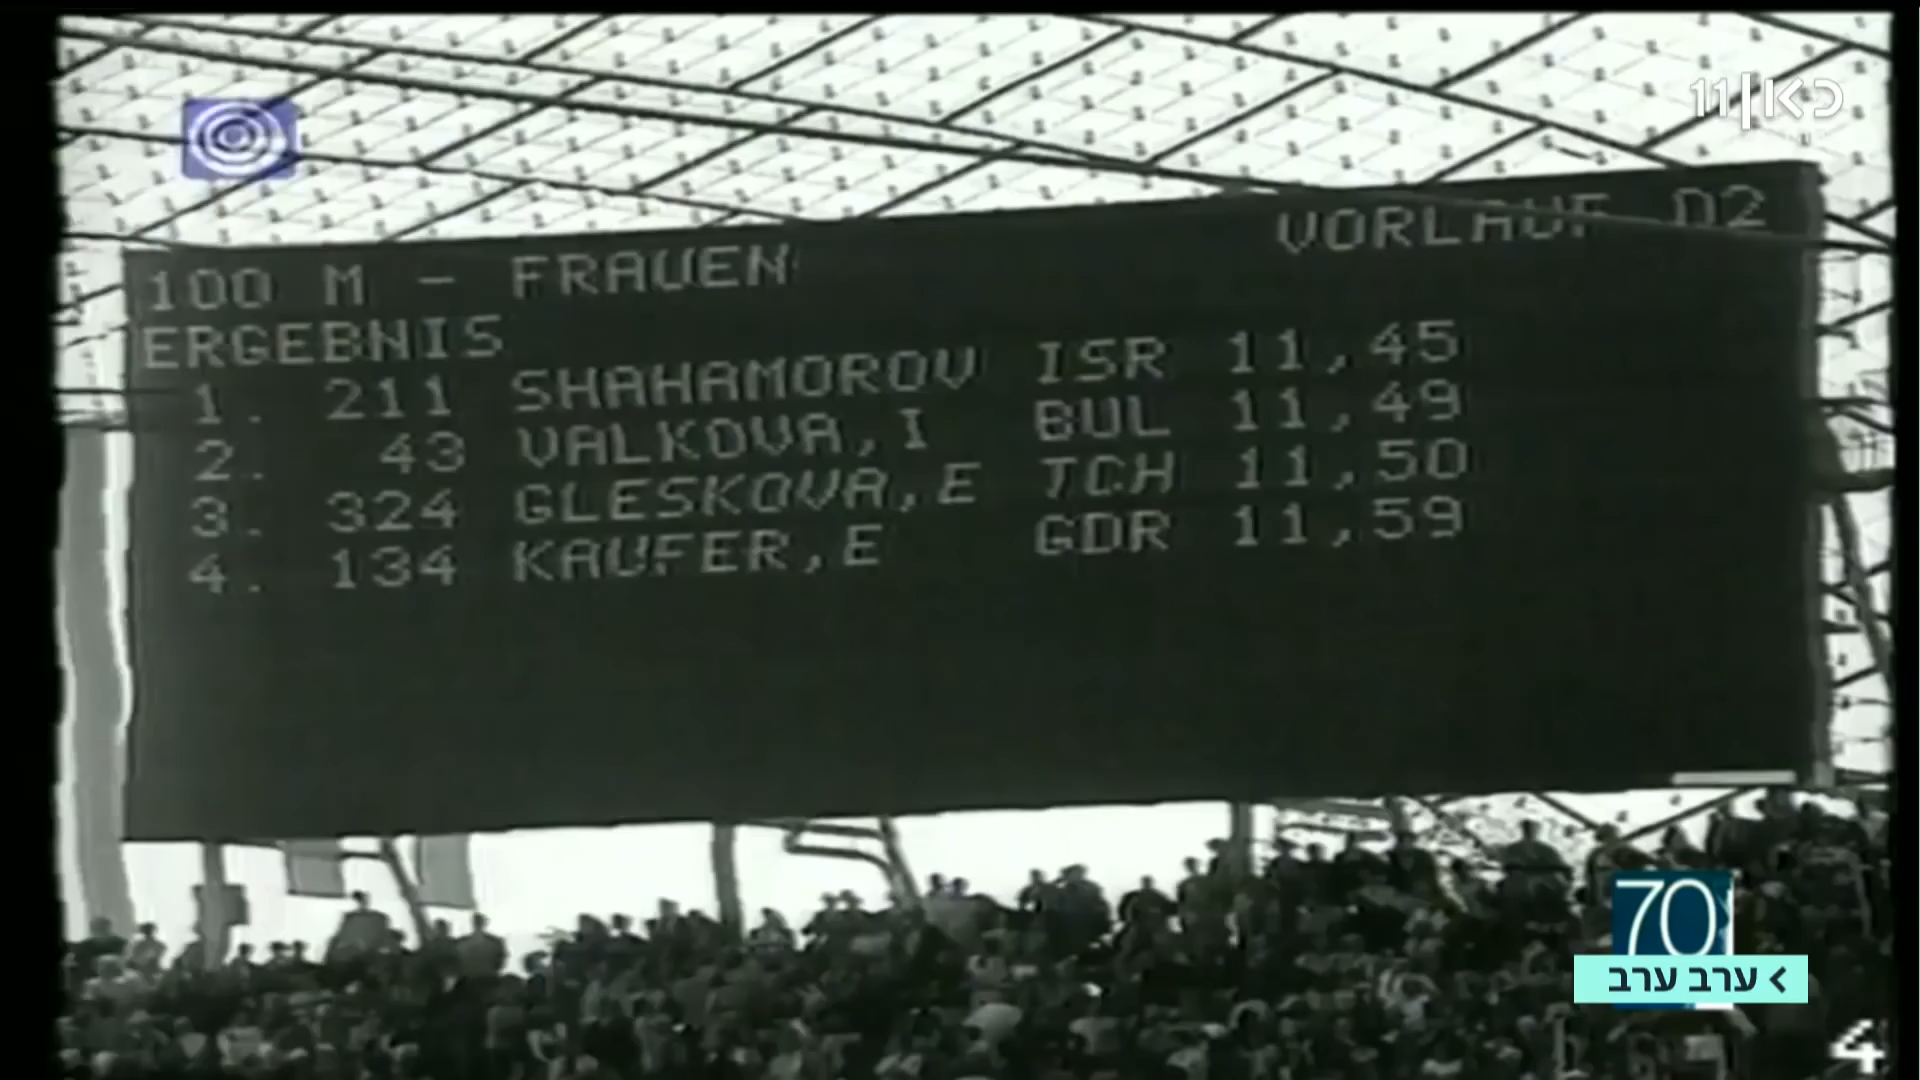 כאן 11
100 M - FRAUEN VORLAUF 02
ERGEBNIS
1. 211 SHAHAMOROV ISR 11,45
2. 43 VALKOVA,I BUL 11,49
3. 324 GLESKOVA,E TCH 11,50
4. 134 KAUFER,E GDR 11,59
70
ערב ערב >
4